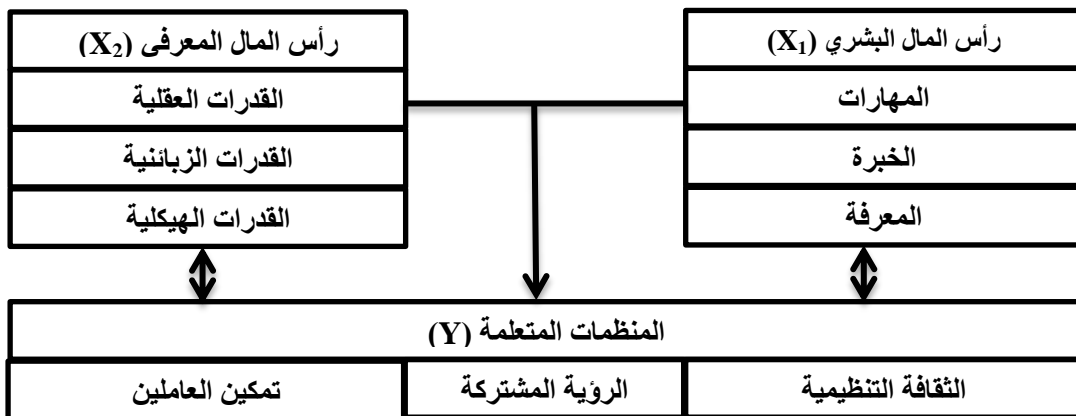 رأس المال البشري (X₁)
المهارات
الخبرة
المعرفة
رأس المال المعرفى (X₂)
القدرات العقلية
القدرات الزبائنية
القدرات الهيكلية
المنظمات المتعلمة (Y)
الثقافة التنظيمية
الرؤية المشتركة
تمكين العاملين